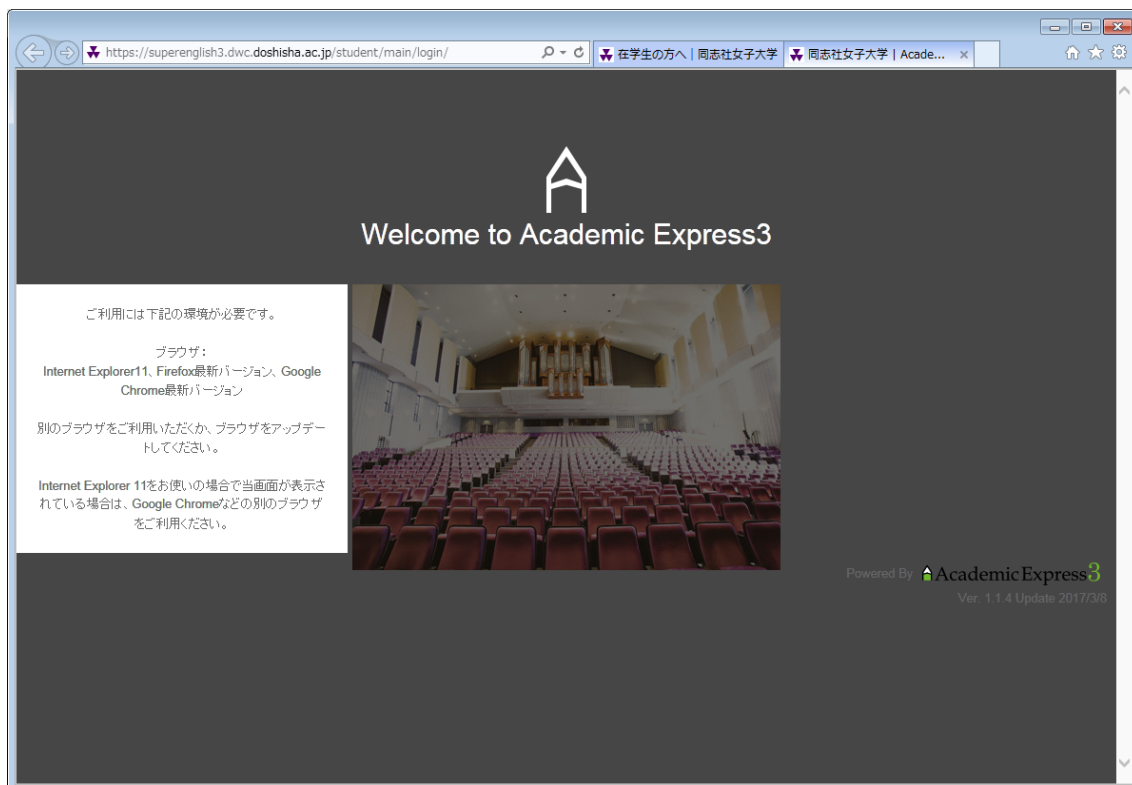 https://superenglish3.dwc.doshisha.ac.jp/student/main/login/
在学生の方へ｜同志社女子大学
同志社女子大学 | Acade...
Welcome to Academic Express3
ご利用には下記の環境が必要です。
ブラウザ：
Internet Explorer11、Firefox最新バージョン、Google
Chrome最新バージョン
別のブラウザをご利用いただくか、ブラウザをアップデー
トしてください。
Internet Explorer 11をお使いの場合で当画面が表示さ
れている場合は、Google Chromeなどの別のブラウザ
をご利用ください。
Powered By AcademicExpress3
Ver. 1.1.4 Update 2017/3/8